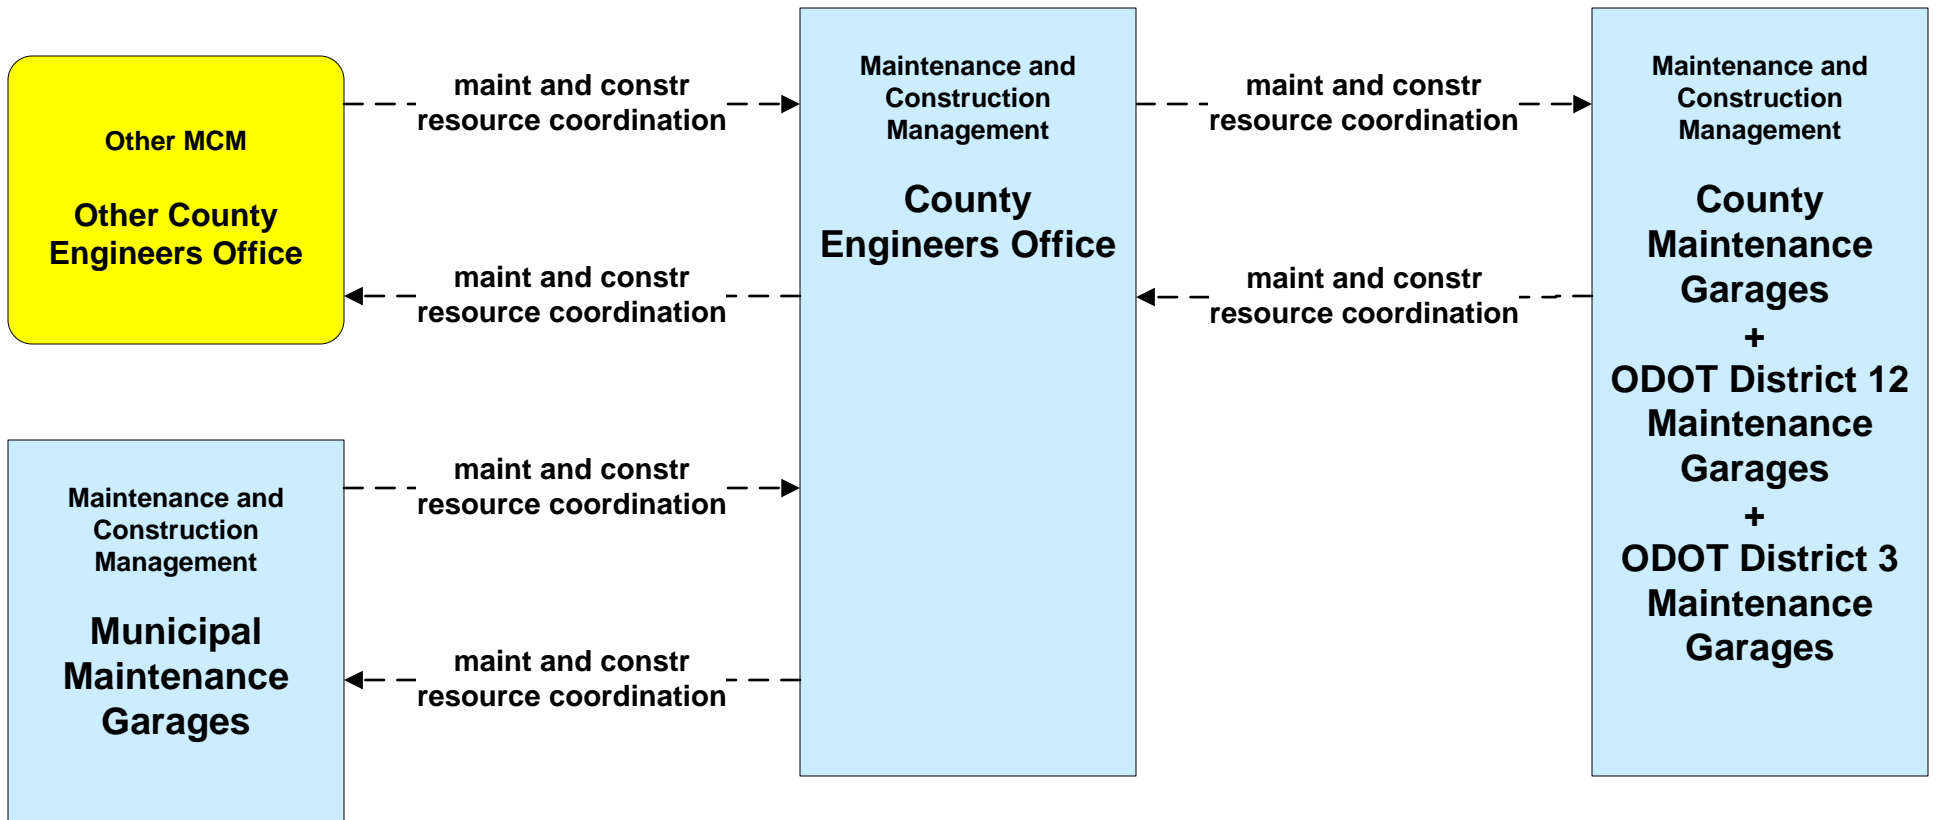 Other MCM
Other County
Engineers Office
maint and constr
resource coordination
maint and constr
resource coordination
Maintenance and
Construction
Management
County
Engineers Office
maint and constr
resource coordination
maint and constr
resource coordination
Maintenance and
Construction
Management
County
Maintenance
Garages
+
ODOT District 12
Maintenance
Garages
+
ODOT District 3
Maintenance
Garages
Maintenance and
Construction
Management
Municipal
Maintenance
Garages
maint and constr
resource coordination
maint and constr
resource coordination